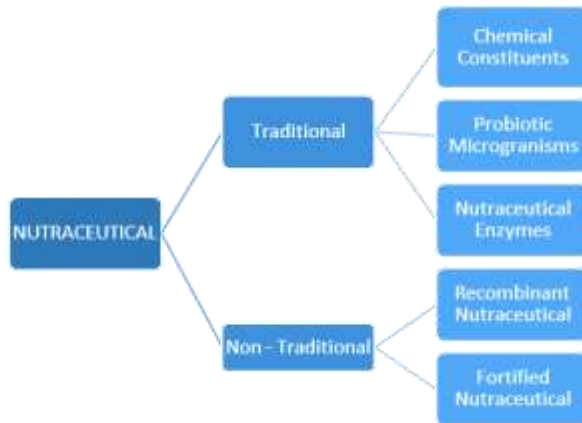 NUTRACEUTICAL
Traditional
Chemical
Constituents
Probiotic
Microgranisms
Nutraceutical
Enzymes
Non - Traditional
Recombinant
Nutraceutical
Fortified
Nutraceutical